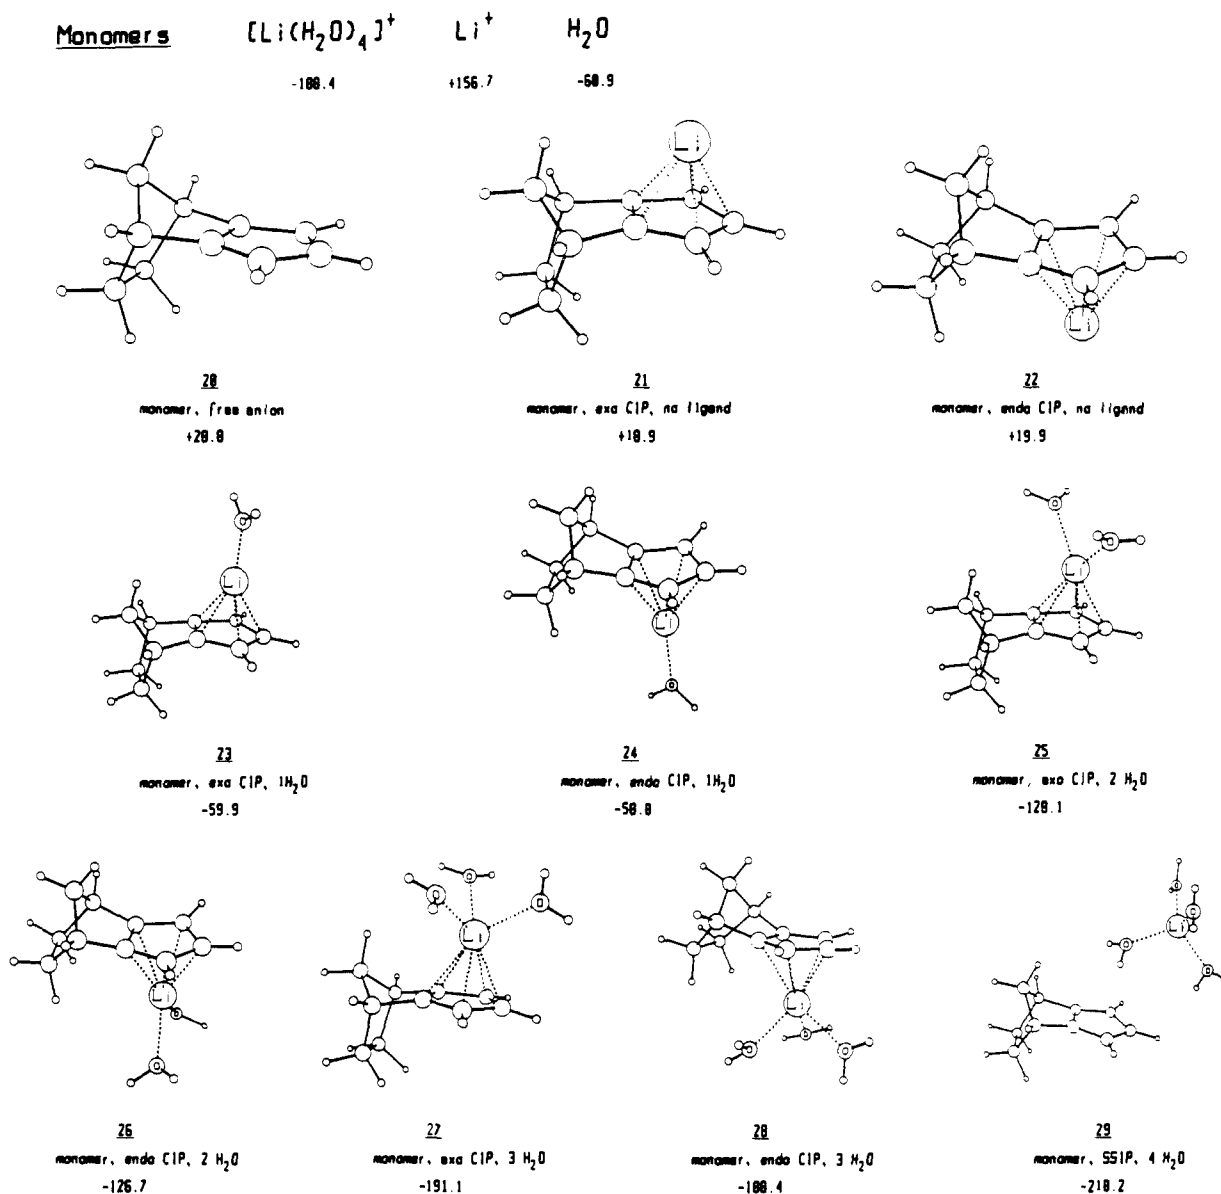 Monomers [Li(H₂O)₄]⁺ Li⁺ H₂O
-188.4 +156.7 -60.9
Li
Li
20 21 22
monomer, free anion monomer, exo CIP, no ligand monomer, endo CIP, no ligand
+20.8 +18.9 +19.9
O
O
O
Li
Li
Li
O
23 24 25
monomer, exo CIP, 1H₂O monomer, endo CIP, 1H₂O monomer, exo CIP, 2 H₂O
-59.9 -58.8 -128.1
O O O O
O O
Li O Li
Li Li O
O O O
O O
26 27 28 29
monomer, endo CIP, 2 H₂O monomer, exo CIP, 3 H₂O monomer, endo CIP, 3 H₂O monomer, SSIP, 4 H₂O
-126.7 -191.1 -188.4 -218.2